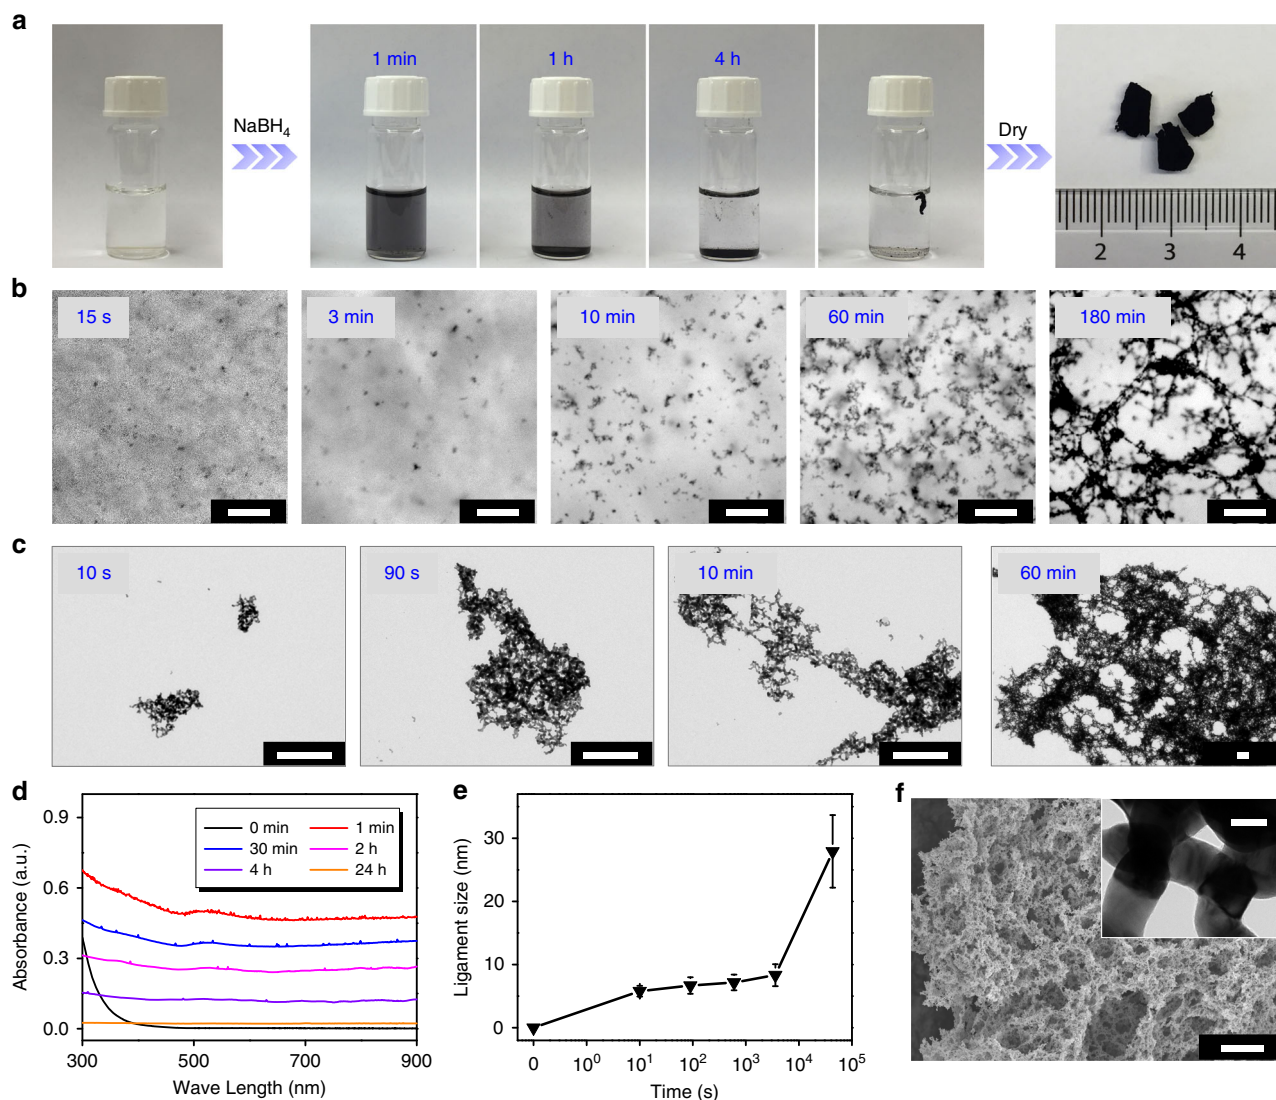 a
NaBH4
1 min
1 h
4 h
Dry
2 3 4
b
15 s
3 min
10 min
60 min
180 min
c
10 s
90 s
10 min
60 min
d
0.9
0.6
0.3
0.0
Absorbance (a.u.)
0 min
1 min
30 min
2 h
4 h
24 h
300 500 700 900
Wave Length (nm)
e
30
20
10
0
Ligament size (nm)
0 10^0 10^1 10^2 10^3 10^4 10^5
Time (s)
f